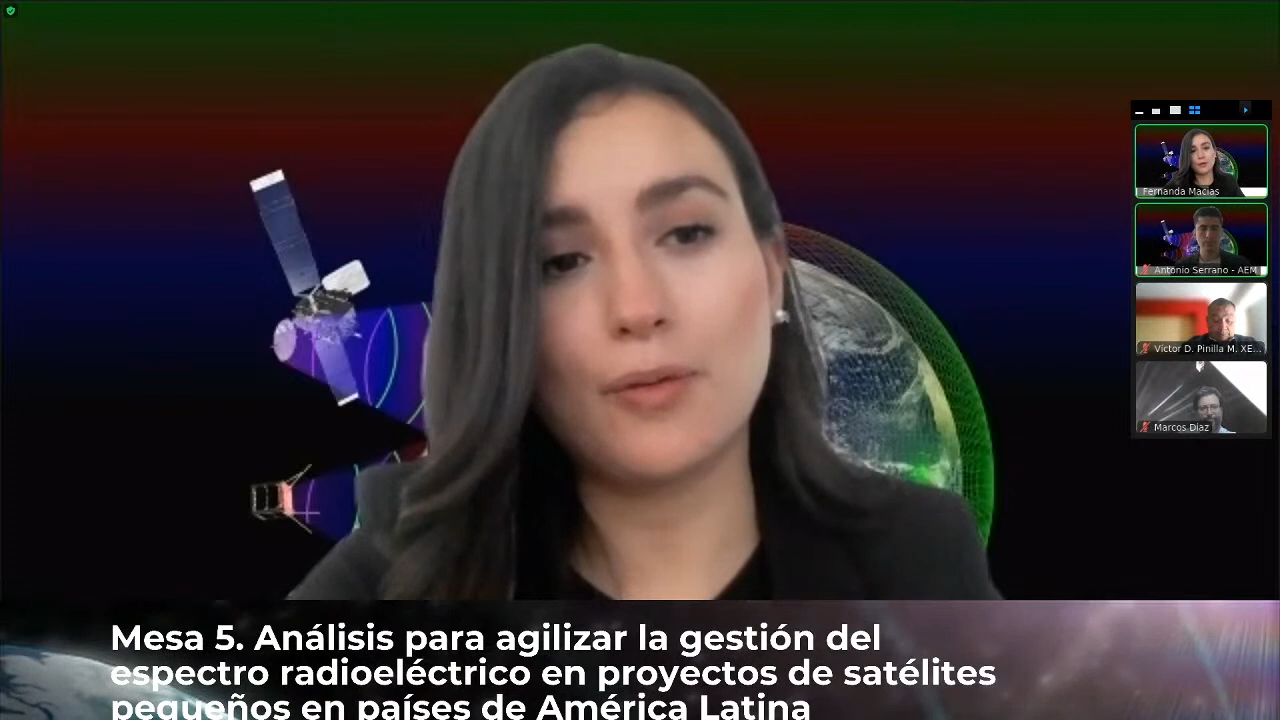 Fernanda Macías
Antonio Serrano - AEM
Víctor D. Pinilla M. XE...
Marcos Díaz
Mesa 5. Análisis para agilizar la gestión del
espectro radioeléctrico en proyectos de satélites
pequeños en países de América Latina